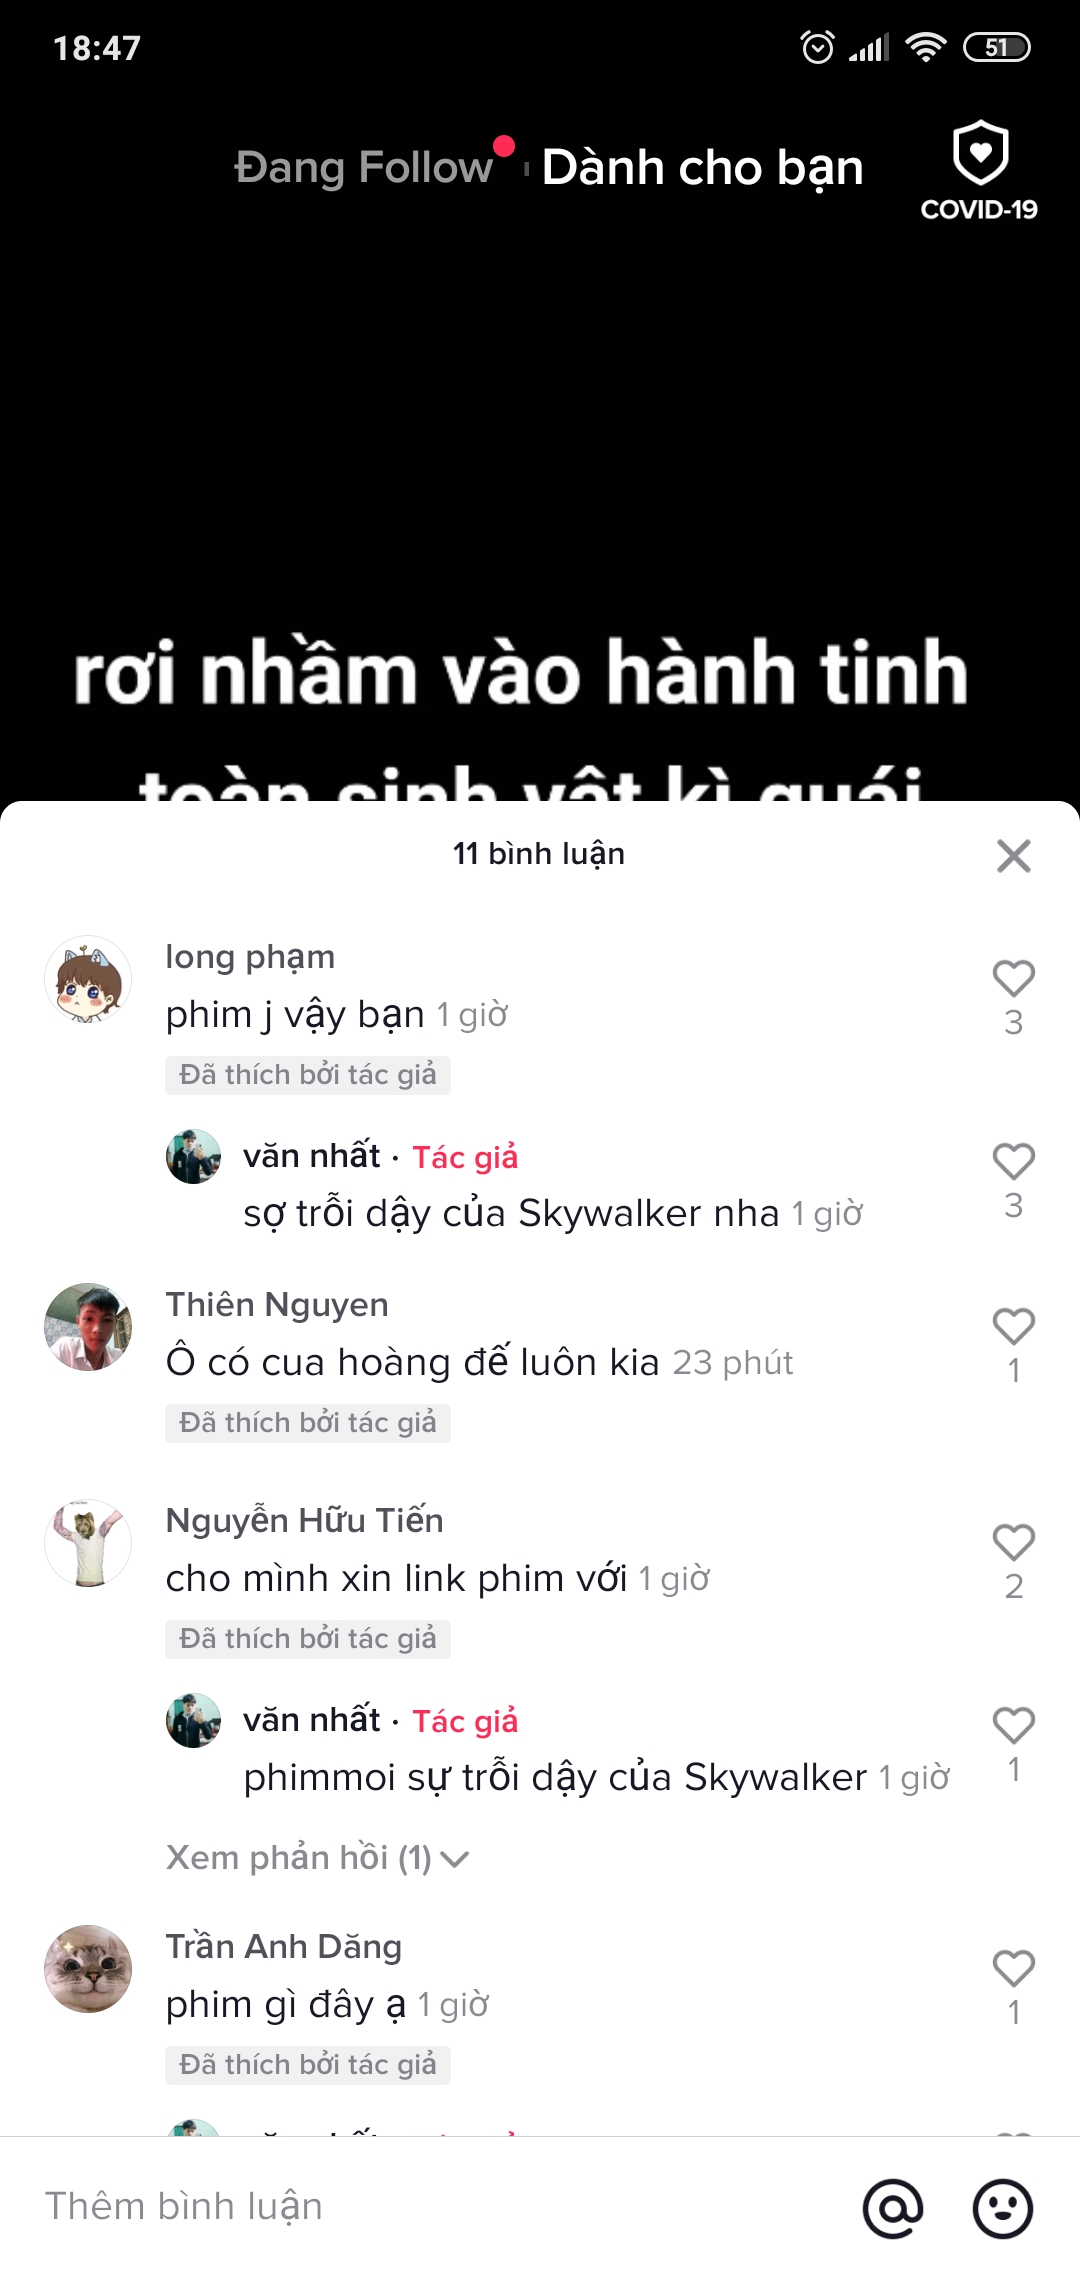 18:47
51
Đang Follow
Dành cho bạn
COVID-19
rơi nhầm vào hành tinh
toàn sinh vật kì quái
11 bình luận
long phạm
phim j vậy bạn 1 giờ
3
Đã thích bởi tác giả
văn nhất · Tác giả
sợ trỗi dậy của Skywalker nha 1 giờ
3
Thiên Nguyen
Ô có cua hoàng đế luôn kia 23 phút
1
Đã thích bởi tác giả
Nguyễn Hữu Tiến
cho mình xin link phim với 1 giờ
2
Đã thích bởi tác giả
văn nhất · Tác giả
phimmoi sự trỗi dậy của Skywalker 1 giờ
1
Xem phản hồi (1)
Trần Anh Dăng
phim gì đây ạ 1 giờ
1
Đã thích bởi tác giả
Thêm bình luận